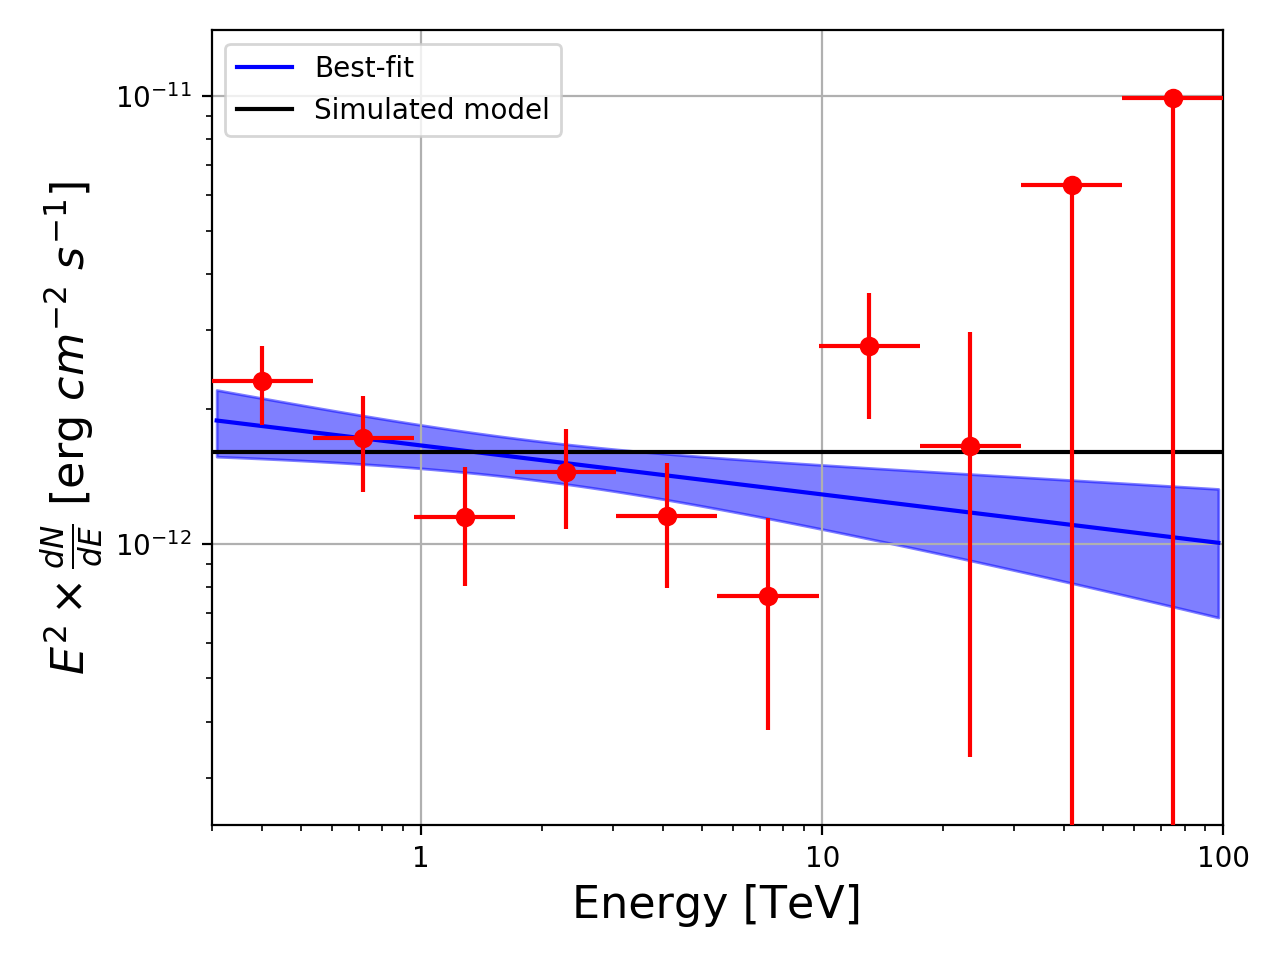 Best-fit
Simulated model
10⁻¹¹
10⁻¹²
E² × dN/dE [erg cm⁻² s⁻¹]
1
10
100
Energy [TeV]